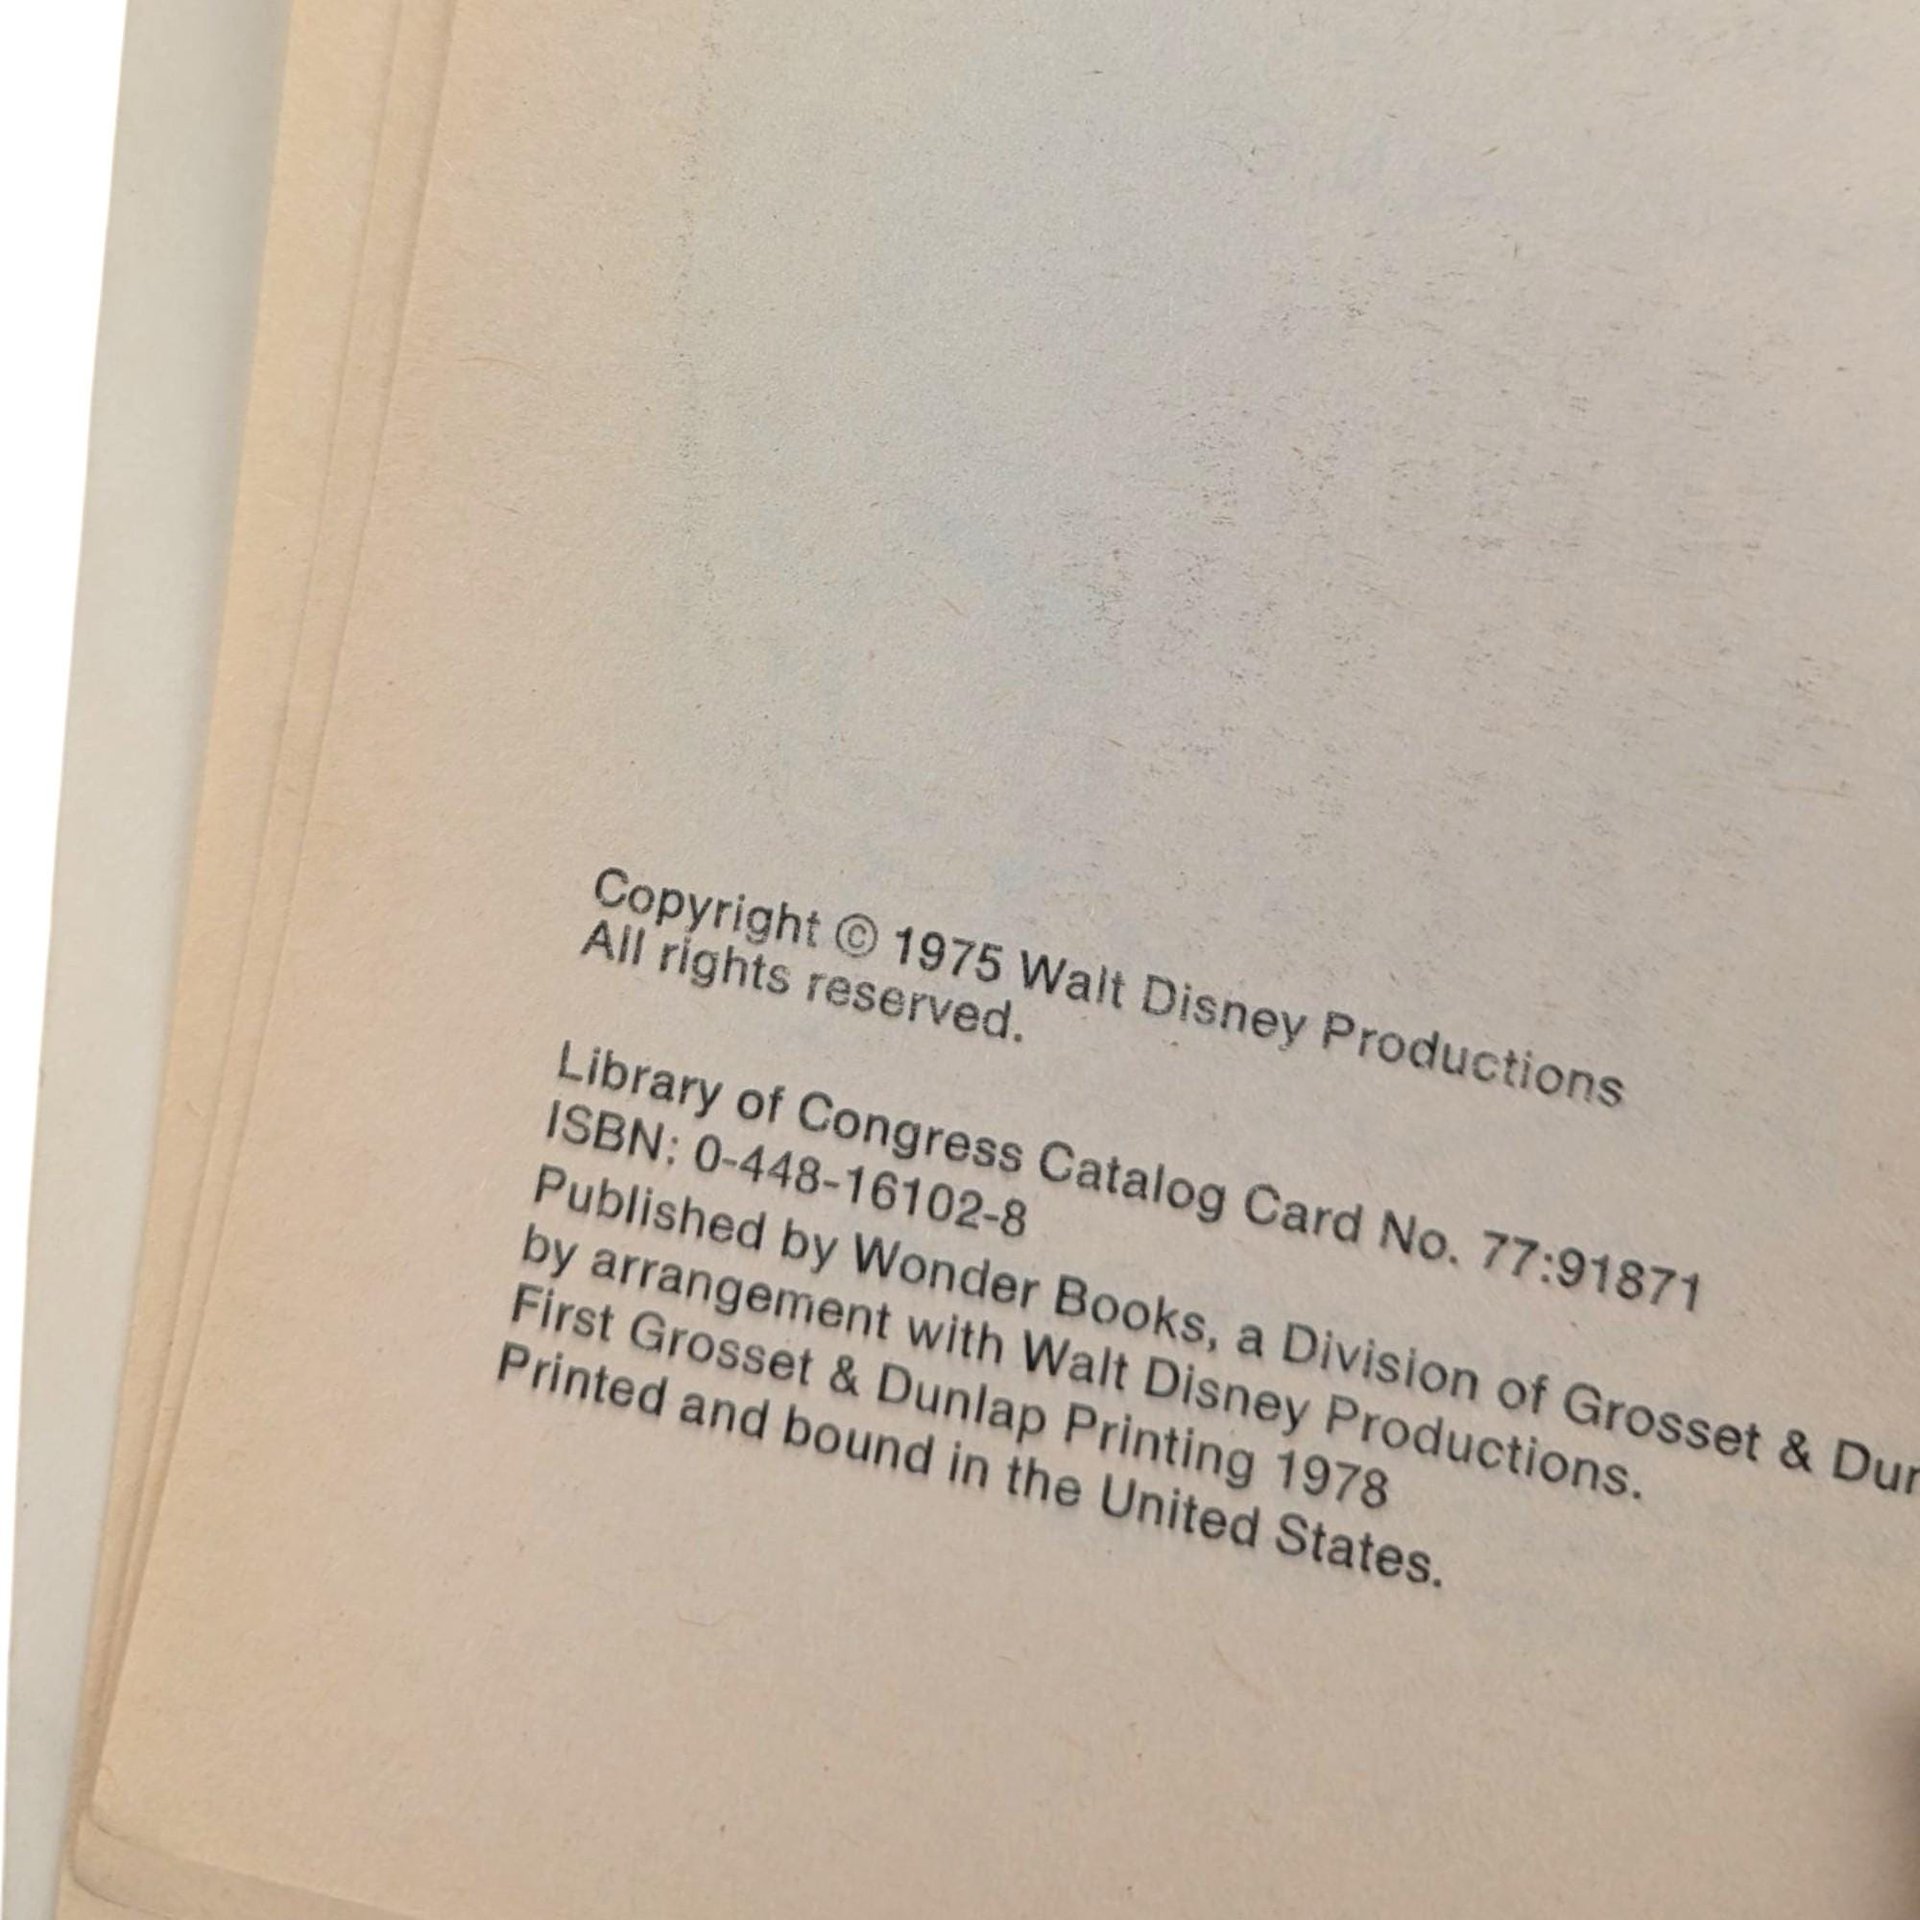 Copyright © 1975 Walt Disney Productions
All rights reserved.
Library of Congress Catalog Card No. 77:91871
ISBN: 0-448-16102-8
Published by Wonder Books, a Division of Grosset & Dun
by arrangement with Walt Disney Productions.
First Grosset & Dunlap Printing 1978
Printed and bound in the United States.